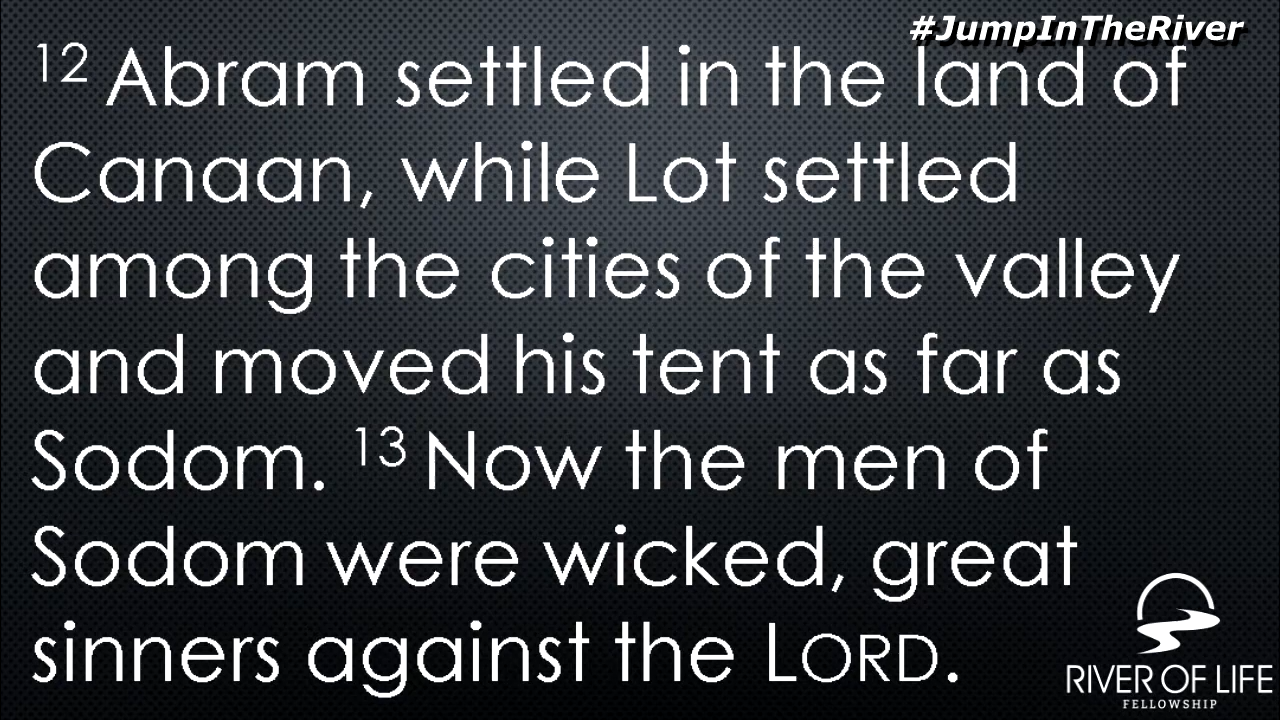 #JumpInTheRiver
12 Abram settled in the land of
Canaan, while Lot settled
among the cities of the valley
and moved his tent as far as
Sodom. 13 Now the men of
Sodom were wicked, great
sinners against the LORD.
RIVER OF LIFE
FELLOWSHIP